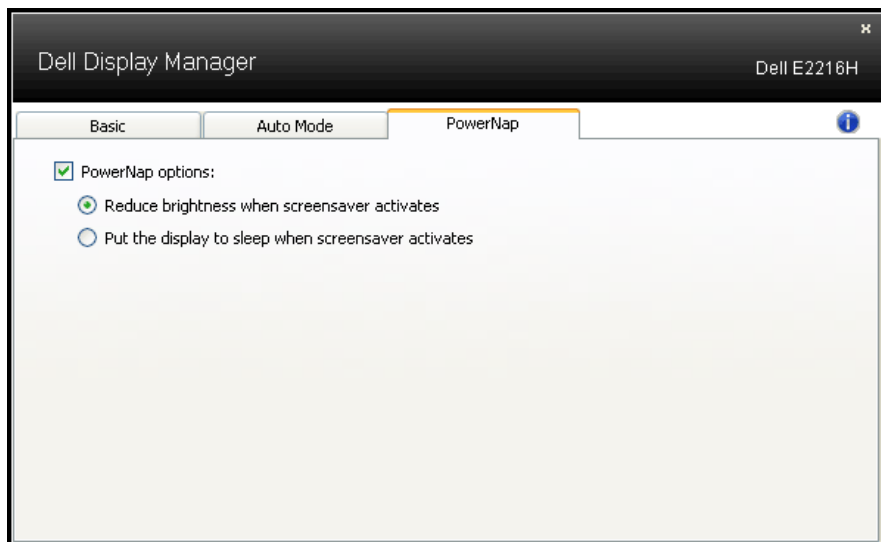 Dell Display Manager
Dell E2216H
Basic
Auto Mode
PowerNap
PowerNap options:
Reduce brightness when screensaver activates
Put the display to sleep when screensaver activates